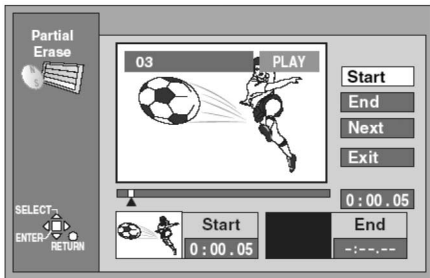 Partial
Erase
03 PLAY
Start
End
Next
Exit
0:00.05
SELECT
ENTER
RETURN
Start
0:00.05
End
-:--.--